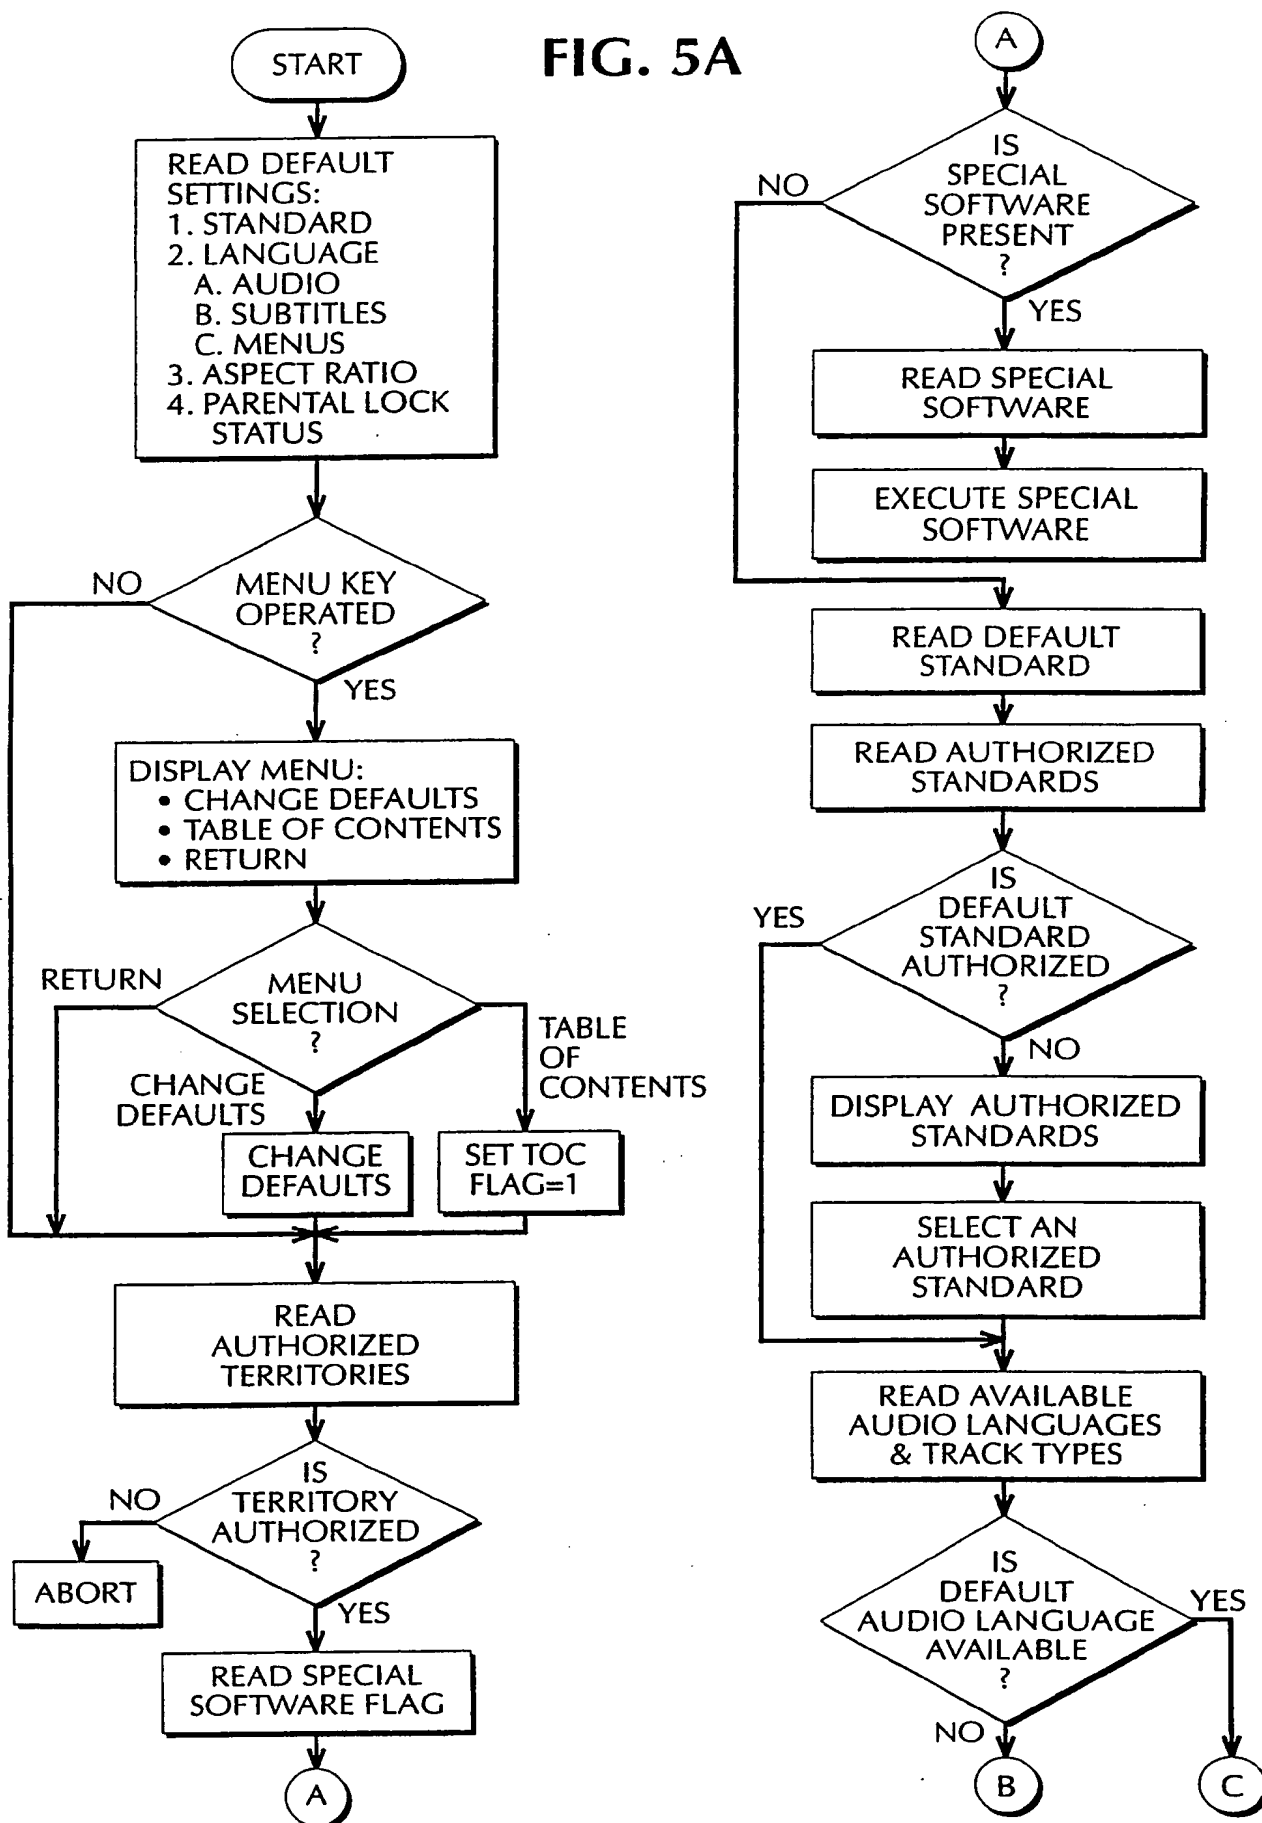 FIG. 5A
START
READ DEFAULT
SETTINGS:
1. STANDARD
2. LANGUAGE
A. AUDIO
B. SUBTITLES
C. MENUS
3. ASPECT RATIO
4. PARENTAL LOCK
STATUS
MENU KEY
OPERATED
?
NO
YES
DISPLAY MENU:
• CHANGE DEFAULTS
• TABLE OF CONTENTS
• RETURN
MENU
SELECTION
?
RETURN
CHANGE
DEFAULTS
TABLE
OF
CONTENTS
CHANGE
DEFAULTS
SET TOC
FLAG=1
READ
AUTHORIZED
TERRITORIES
IS
TERRITORY
AUTHORIZED
?
NO
ABORT
YES
READ SPECIAL
SOFTWARE FLAG
A
A
IS
SPECIAL
SOFTWARE
PRESENT
?
NO
YES
READ SPECIAL
SOFTWARE
EXECUTE SPECIAL
SOFTWARE
READ DEFAULT
STANDARD
READ AUTHORIZED
STANDARDS
IS
DEFAULT
STANDARD
AUTHORIZED
?
YES
NO
DISPLAY AUTHORIZED
STANDARDS
SELECT AN
AUTHORIZED
STANDARD
READ AVAILABLE
AUDIO LANGUAGES
& TRACK TYPES
IS
DEFAULT
AUDIO LANGUAGE
AVAILABLE
?
YES
NO
B
C